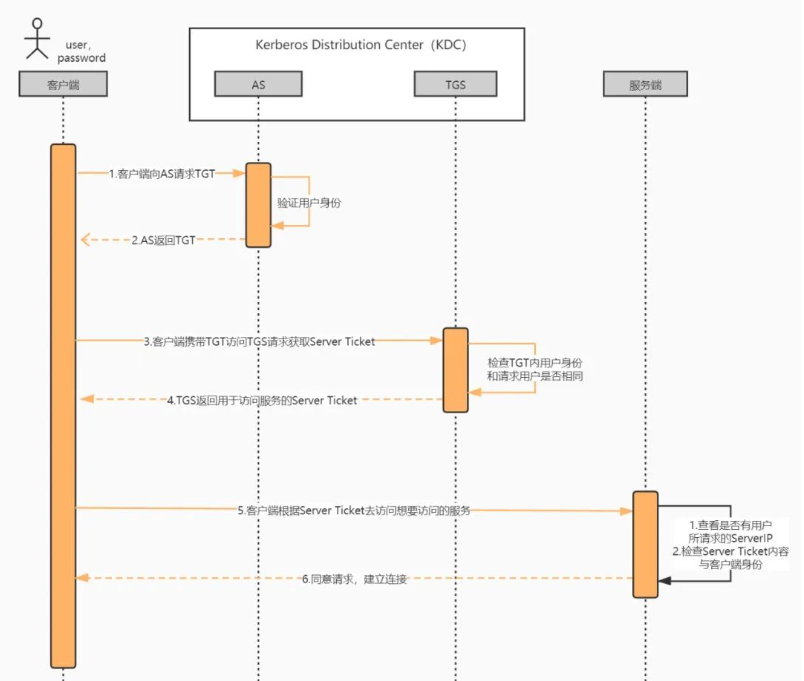 user,
password
Kerberos Distribution Center（KDC）
客户端
AS
TGS
服务端
1.客户端向AS请求TGT
验证用户身份
2.AS返回TGT
3.客户端携带TGT访问TGS请求获取Server Ticket
检查TGT内用户身份
和请求用户是否相同
4.TGS返回用于访问服务的Server Ticket
5.客户端根据Server Ticket去访问想要访问的服务
1.查看是否有用户
所请求的ServerIP
2.检查Server Ticket内容
与客户端身份
6.同意请求，建立连接